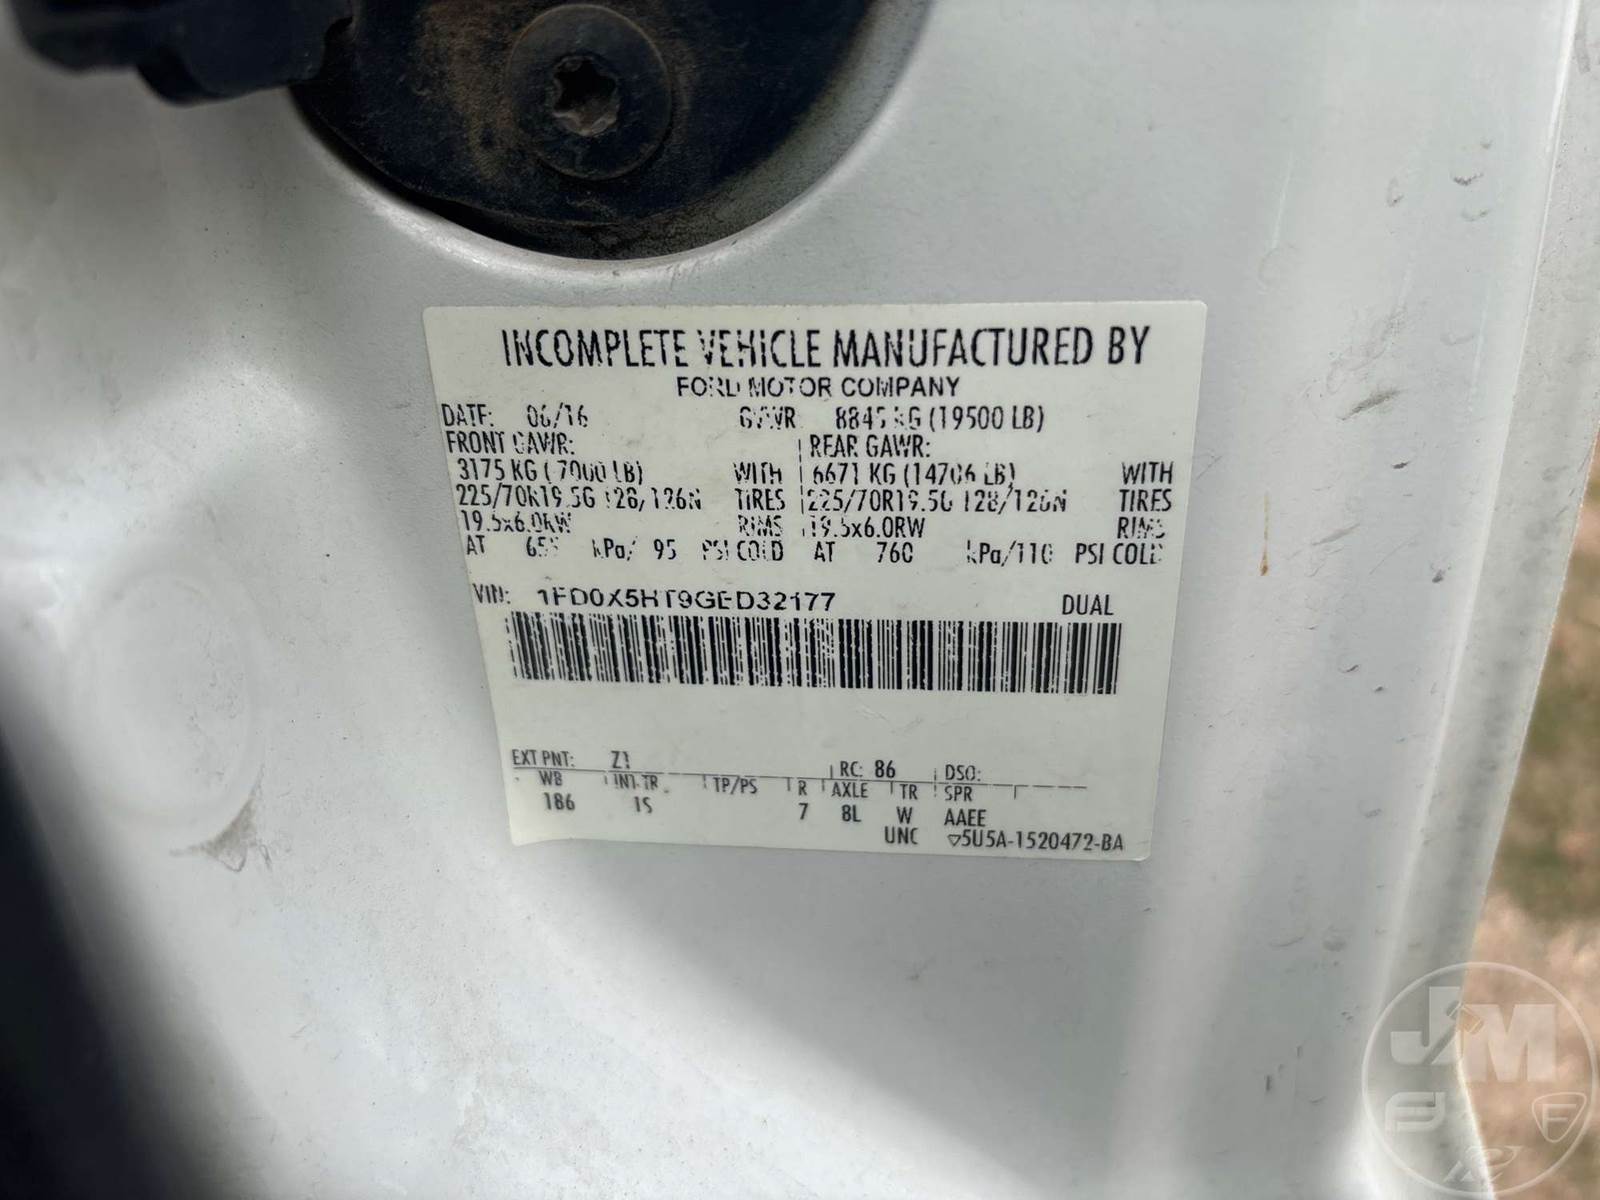 INCOMPLETE VEHICLE MANUFACTURED BY
FORD MOTOR COMPANY
DATE: 06/16 GVWR 8845 KG (19500 LB)
FRONT GAWR: REAR GAWR:
3175 KG (7000 LB) WITH 6671 KG (14706 LB) WITH
225/70R19.5G 128/126N TIRES 225/70R19.5G 128/126N TIRES
19.5x6.0RW RIMS 19.5x6.0RW RIMS
AT 655 kPa/ 95 PSI COLD AT 760 kPa/110 PSI COLD
VIN: 1FD0X5HT9GED32177 DUAL
EXT PNT: Z1 RC: 86 DSO:
WB INT TR TP/PS R AXLE TR SPR
186 IS 7 8L W AAEE
UNC ▽5U5A-1520472-BA
J&M